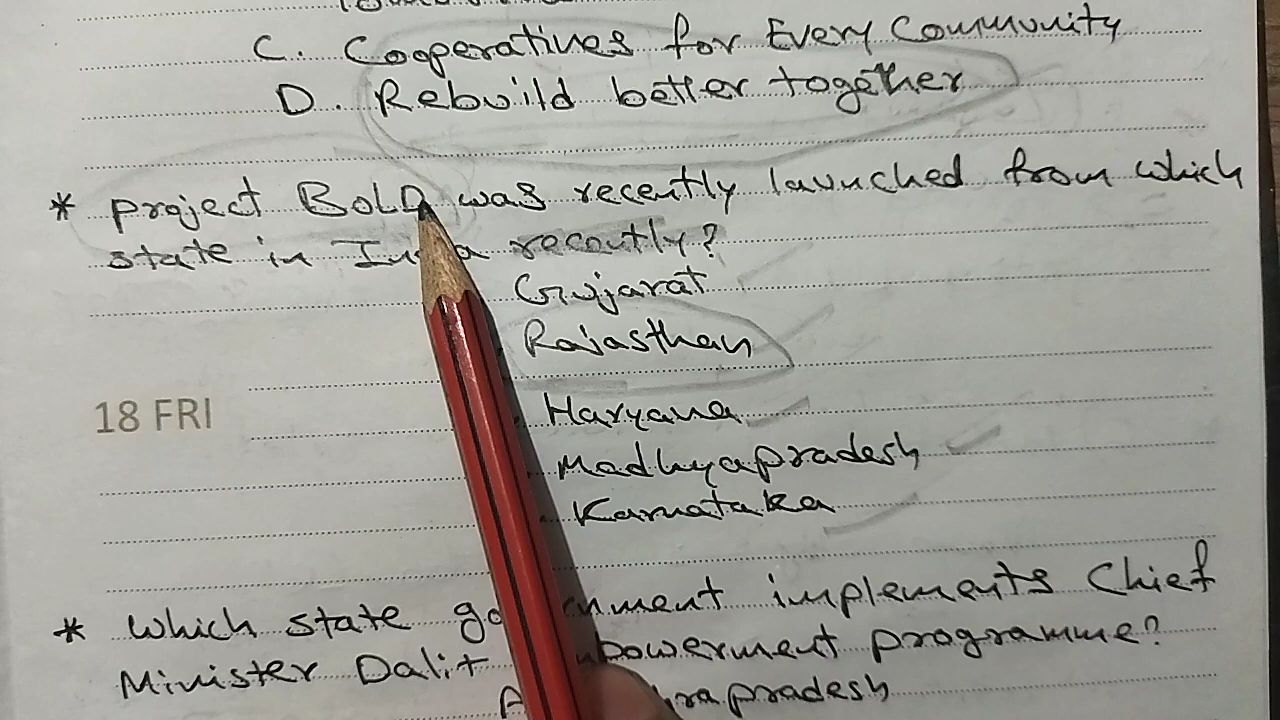 C. Cooperatives for Every Community
D. Rebuild better together
* project BoLD was recently launched from which
state in recently?
Gujarat
Rajasthan
18 FRI
Haryana
Madhyapradesh
Karnataka
* Which state implements Chief
Minister Dalit programme?